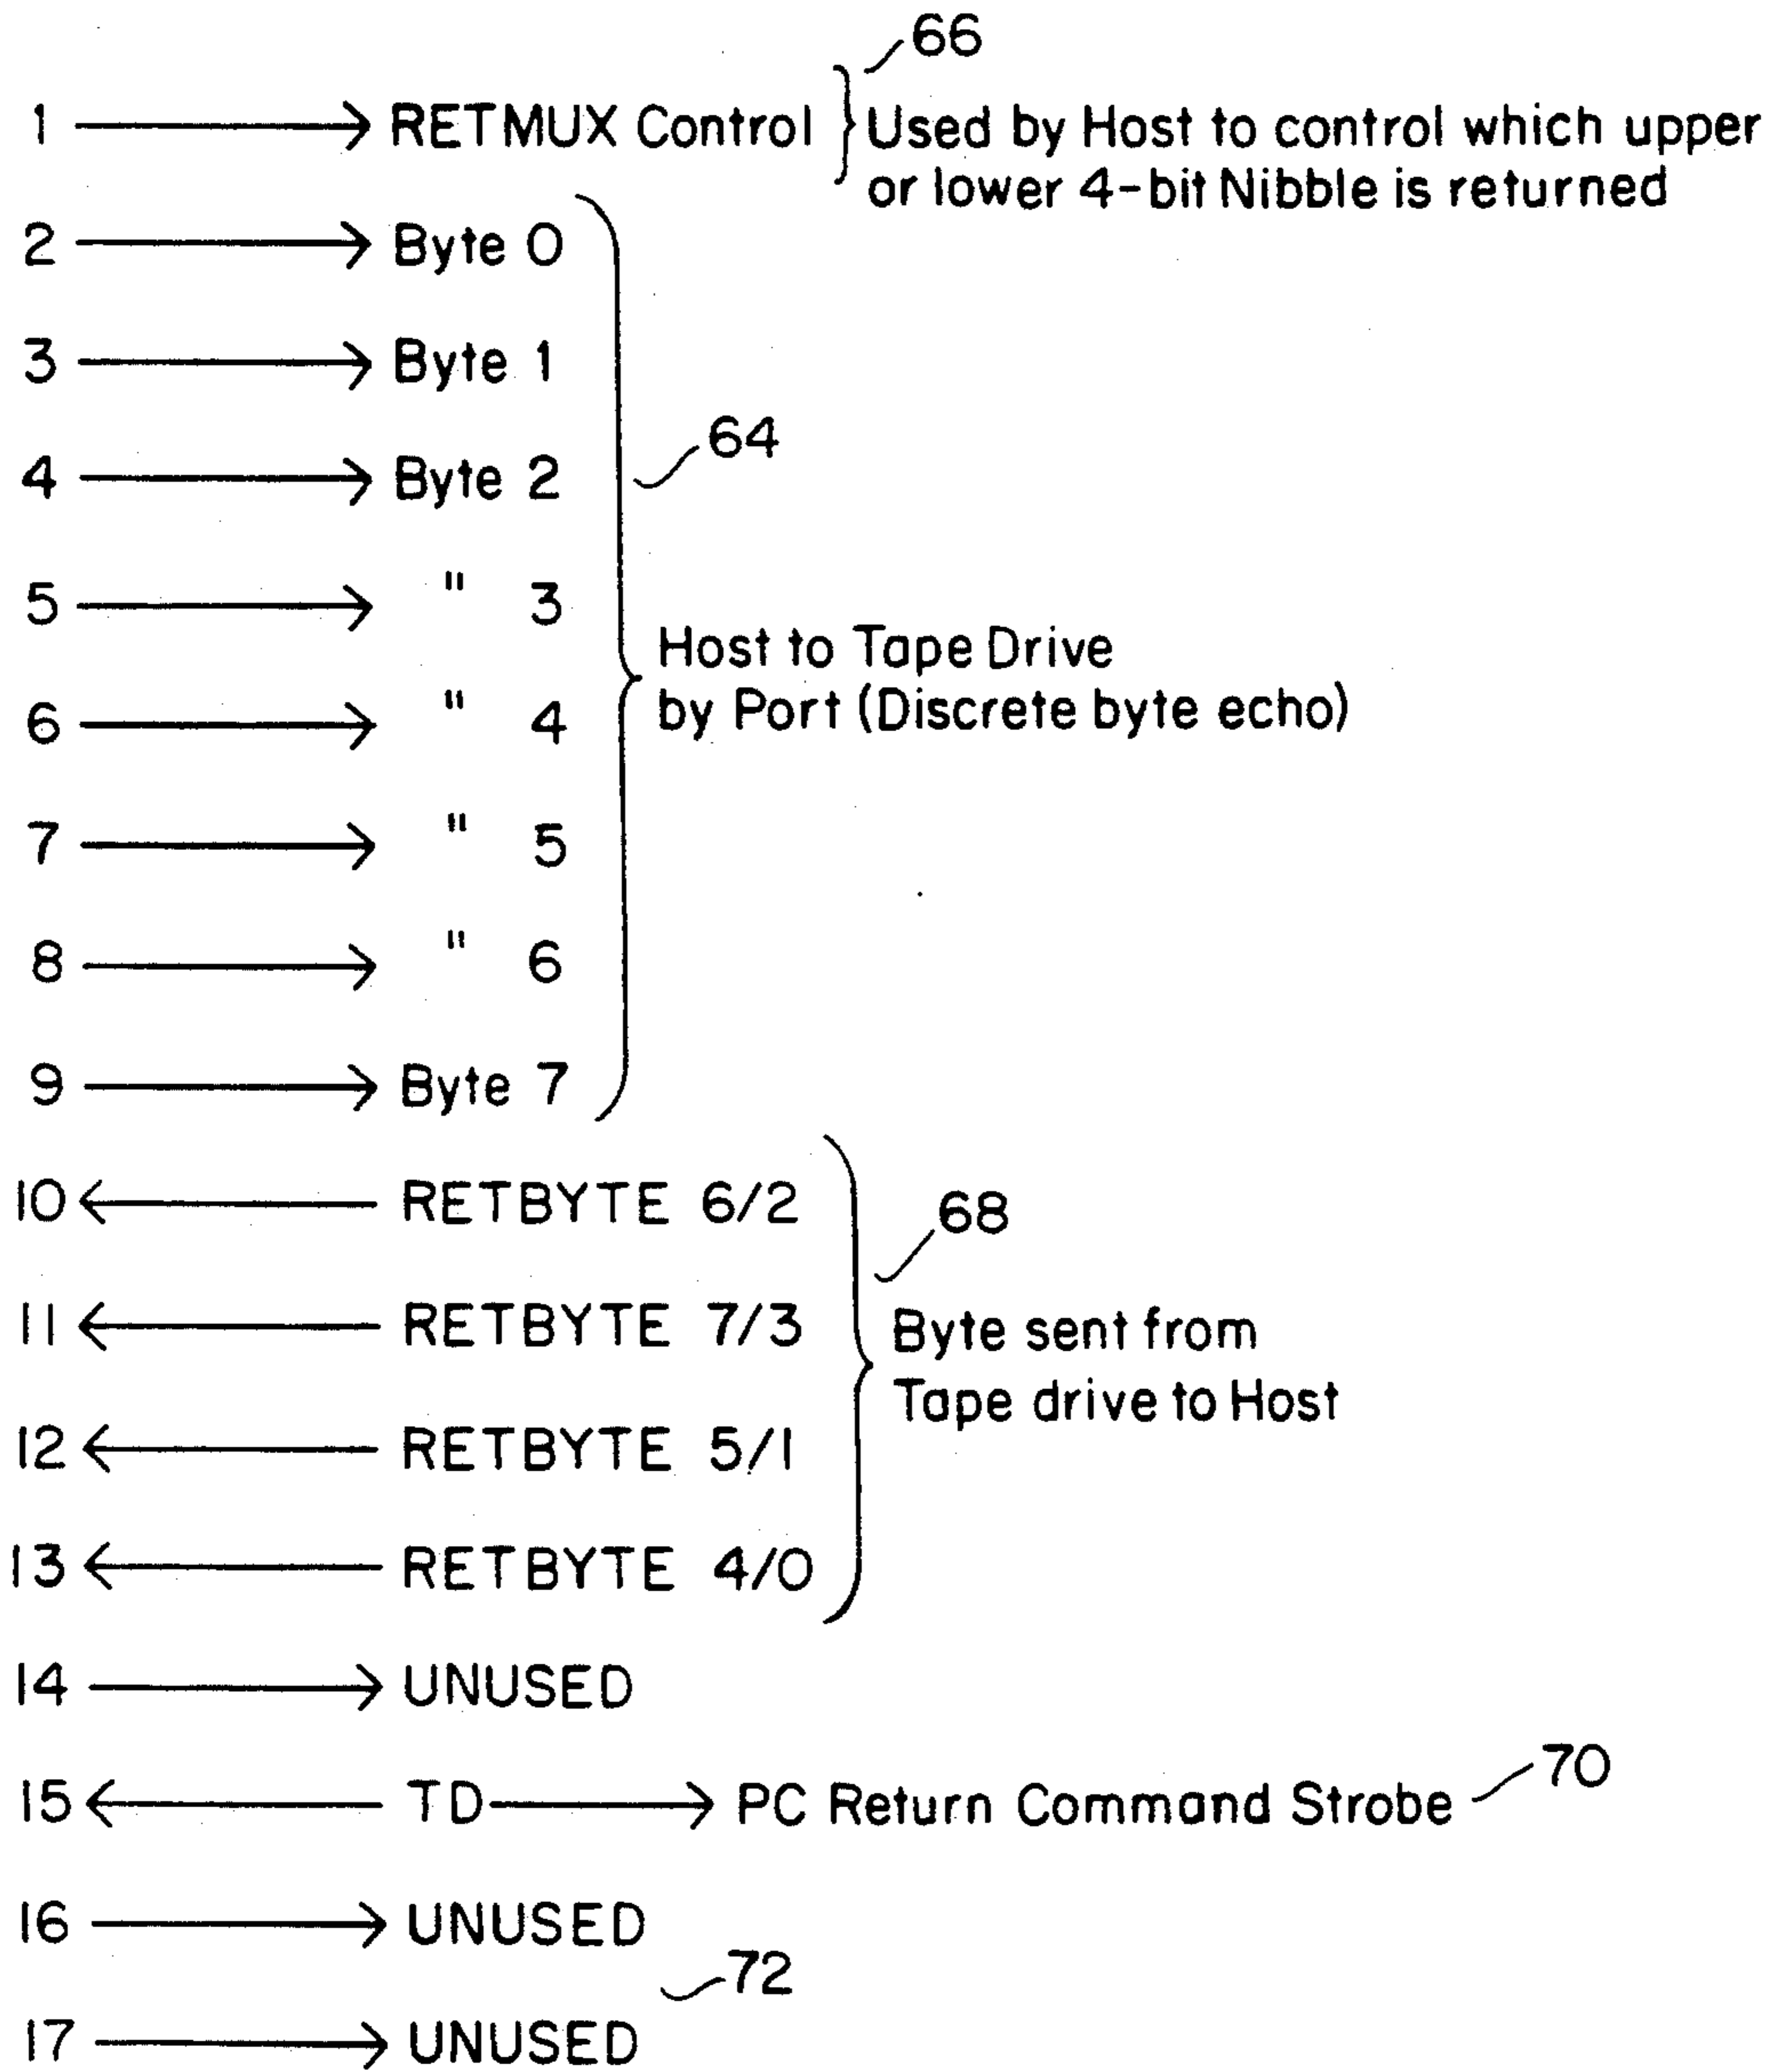 66
1 → RETMUX Control } Used by Host to control which upper
or lower 4-bit Nibble is returned
2 → Byte 0
3 → Byte 1
64
4 → Byte 2
5 → " 3
Host to Tape Drive
6 → " 4
by Port (Discrete byte echo)
7 → " 5
8 → " 6
9 → Byte 7
10 ← RETBYTE 6/2
68
11 ← RETBYTE 7/3
Byte sent from
Tape drive to Host
12 ← RETBYTE 5/1
13 ← RETBYTE 4/0
14 → UNUSED
15 ← TD → PC Return Command Strobe 70
16 → UNUSED
72
17 → UNUSED